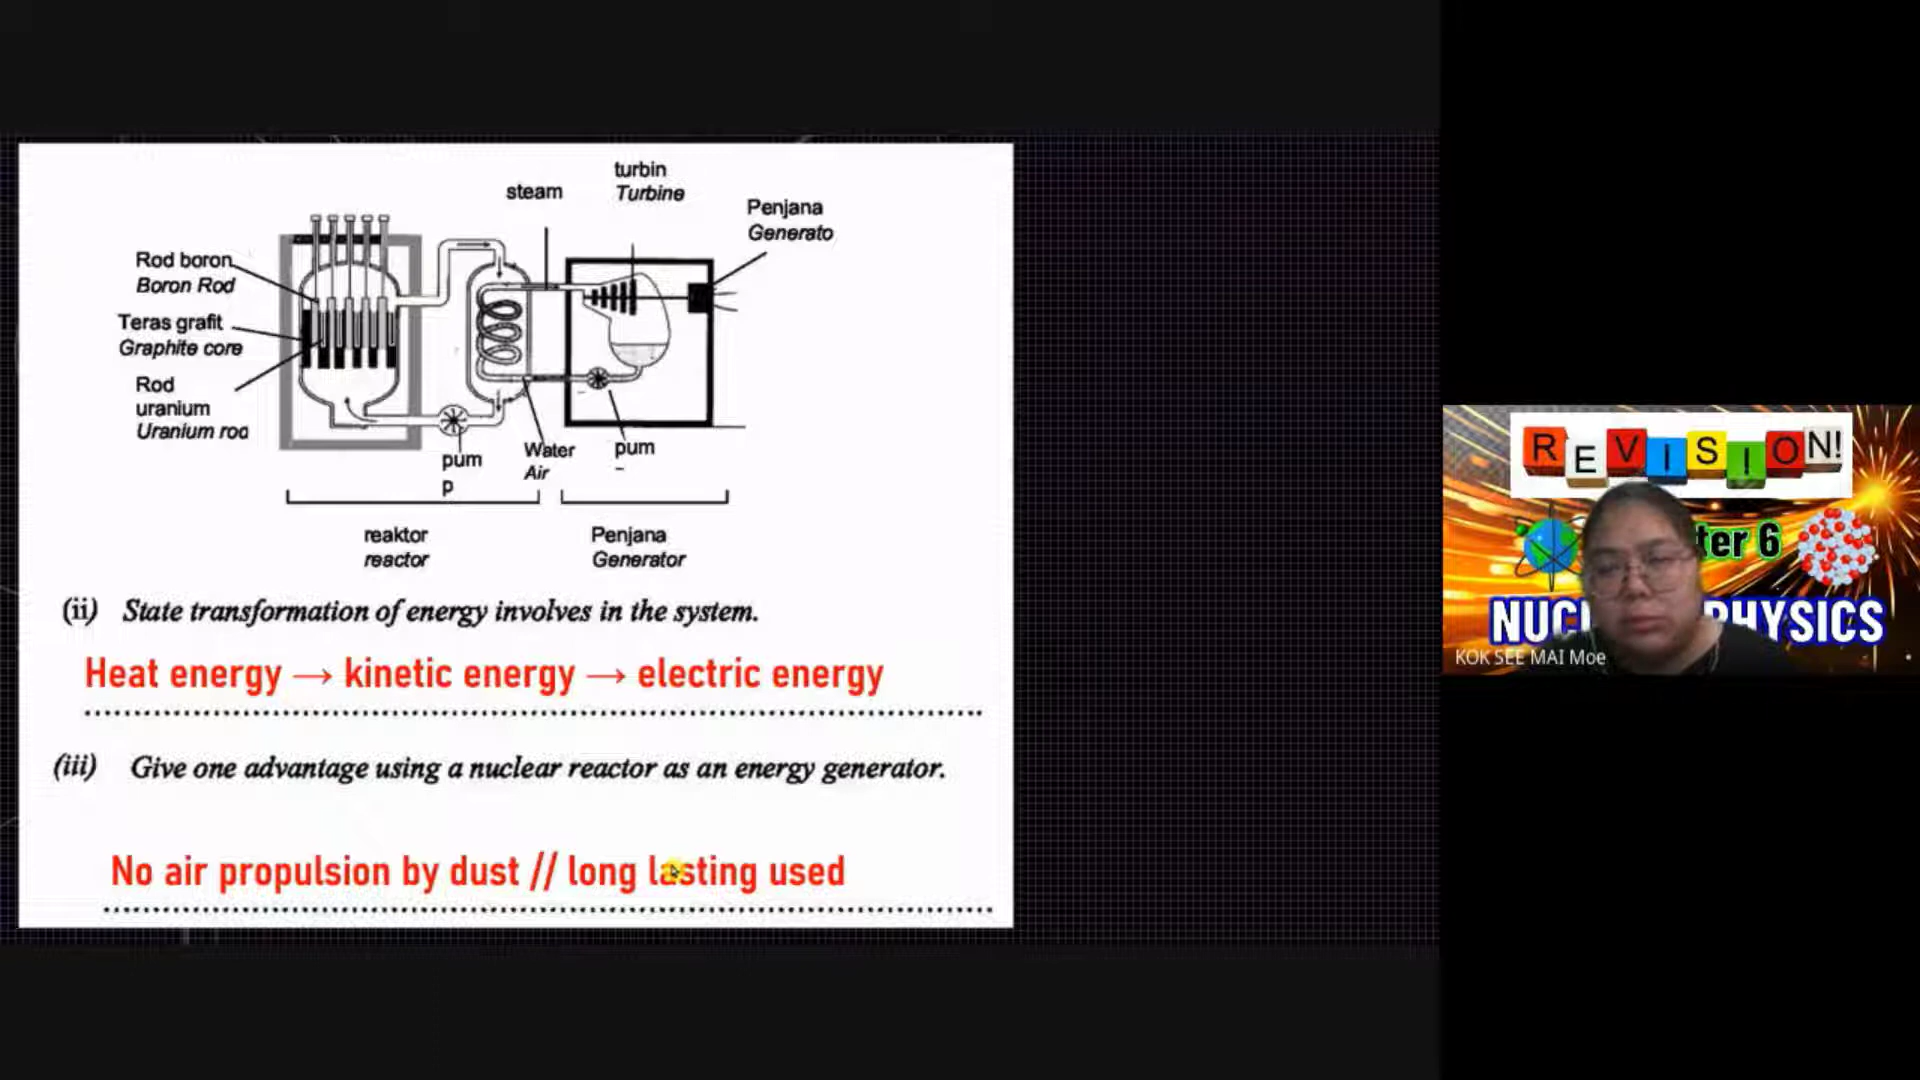 turbin
Turbine
steam
Penjana
Generato
Rod boron
Boron Rod
Teras grafit
Graphite core
Rod
uranium
Uranium rod
pum
p
Water
Air
pum
reaktor
reactor
Penjana
Generator
(ii) State transformation of energy involves in the system.
Heat energy → kinetic energy → electric energy
(iii) Give one advantage using a nuclear reactor as an energy generator.
No air propulsion by dust // long lasting used
REVISION!
ter 6
NUC PHYSICS
KOK SEE MAI Moe